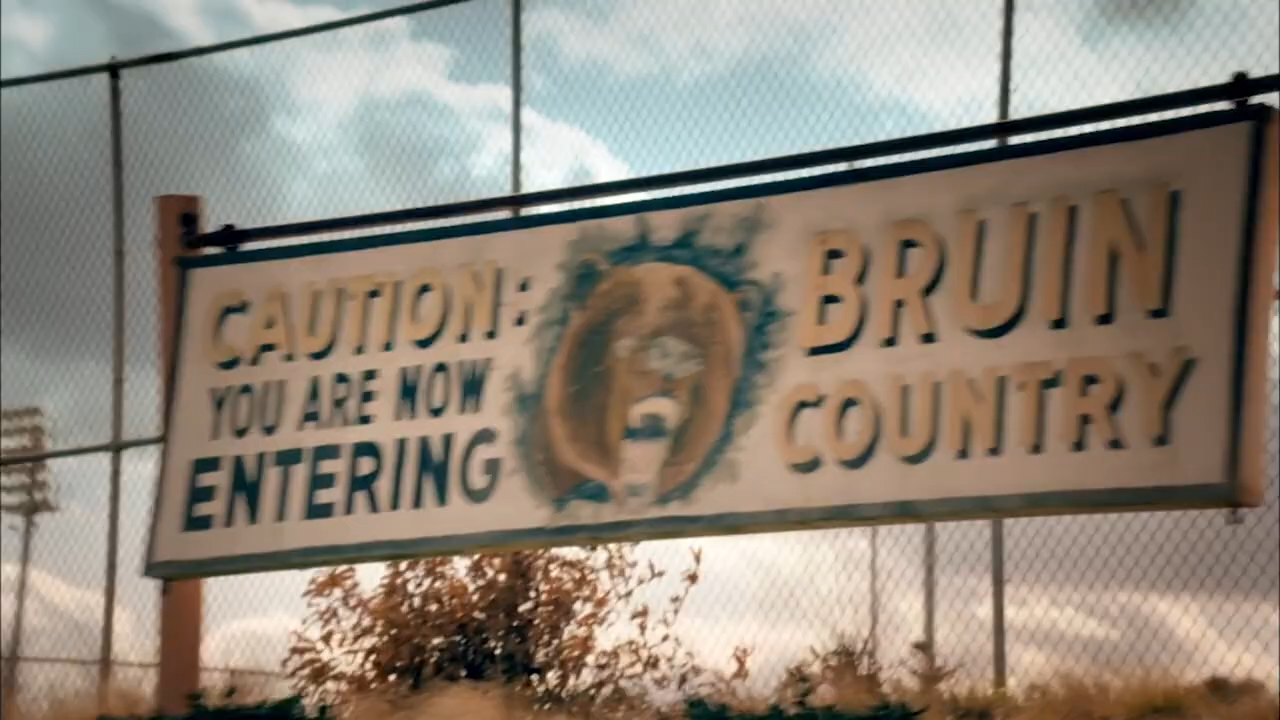 CAUTION:
YOU ARE NOW
ENTERING
BRUIN
COUNTRY